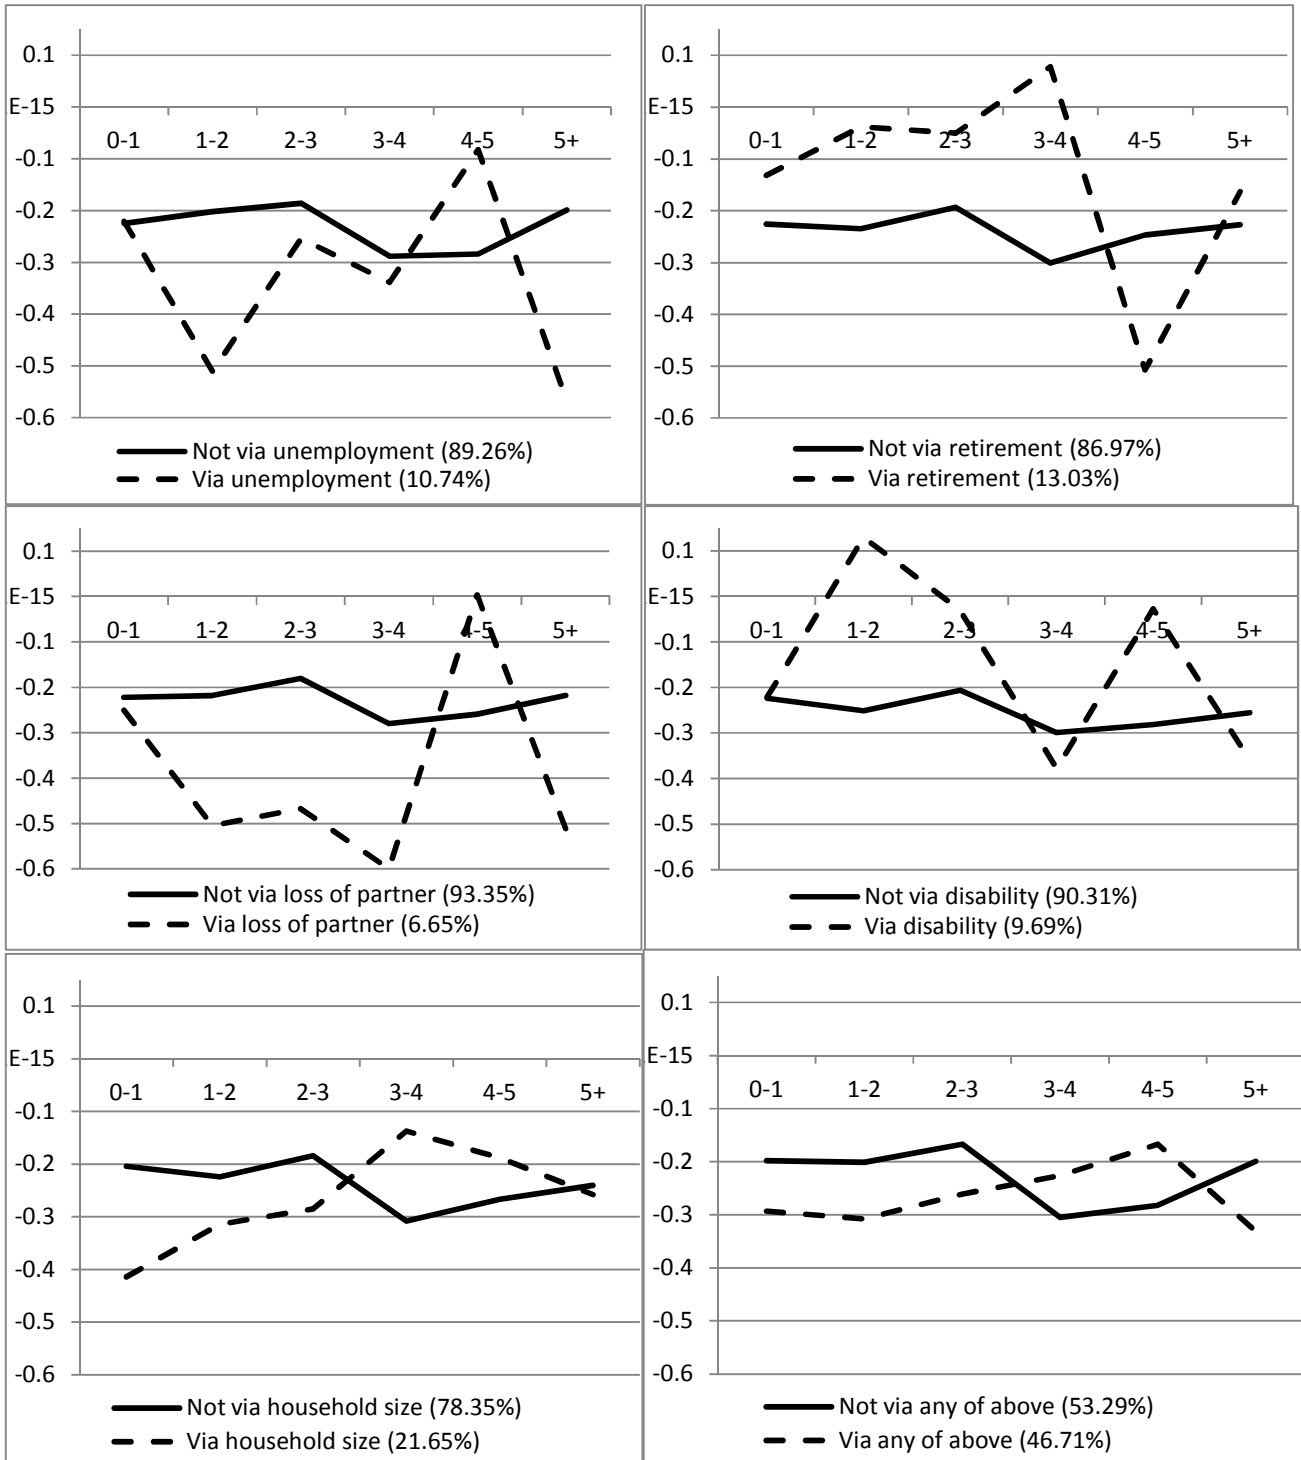 0.1
E-15
0-1 1-2 2-3 3-4 4-5 5+
-0.1
-0.2
-0.3
-0.4
-0.5
-0.6
Not via unemployment (89.26%)
Via unemployment (10.74%)
0.1
E-15
0-1 1-2 2-3 3-4 4-5 5+
-0.1
-0.2
-0.3
-0.4
-0.5
-0.6
Not via retirement (86.97%)
Via retirement (13.03%)
0.1
E-15
0-1 1-2 2-3 3-4 4-5 5+
-0.1
-0.2
-0.3
-0.4
-0.5
-0.6
Not via loss of partner (93.35%)
Via loss of partner (6.65%)
0.1
E-15
0-1 1-2 2-3 3-4 4-5 5+
-0.1
-0.2
-0.3
-0.4
-0.5
-0.6
Not via disability (90.31%)
Via disability (9.69%)
0.1
E-15
0-1 1-2 2-3 3-4 4-5 5+
-0.1
-0.2
-0.3
-0.4
-0.5
-0.6
Not via household size (78.35%)
Via household size (21.65%)
0.1
E-15
0-1 1-2 2-3 3-4 4-5 5+
-0.1
-0.2
-0.3
-0.4
-0.5
-0.6
Not via any of above (53.29%)
Via any of above (46.71%)